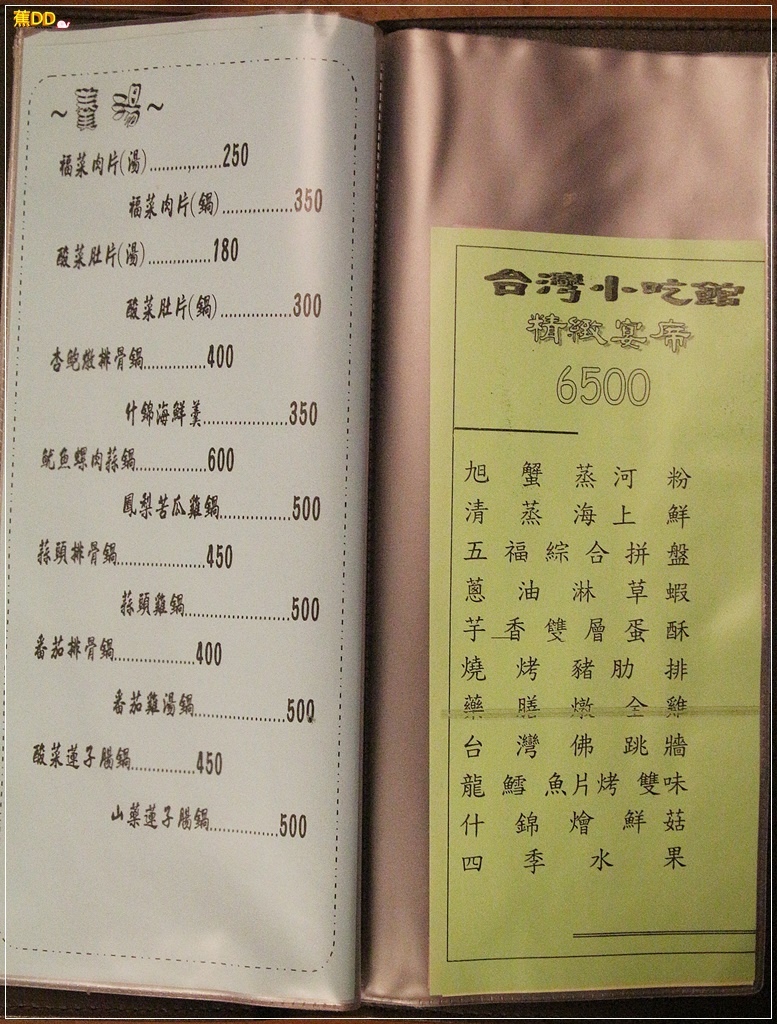 蕉DD
~羹湯~
福菜肉片(湯)..................250
福菜肉片(鍋)..................350
酸菜肚片(湯)...............180
酸菜肚片(鍋)..................300
杏鮑燉排骨鍋...............400
什錦海鮮羹.....................350
魷魚螺肉蒜鍋..................600
鳳梨苦瓜雞鍋..................500
蒜頭排骨鍋.....................450
蒜頭雞鍋..........................500
番茄排骨鍋....................400
番茄雞湯鍋.......................500
酸菜蓮子腸鍋................450
山藥蓮子腸鍋.................500
台灣小吃館
精緻宴席
6500
旭蟹蒸河粉
清蒸海上鮮
五福綜合拼盤
蔥油淋草蝦
芋香雙層蛋酥
燒烤豬肋排
藥膳燉全雞
台灣佛跳牆
龍鱈魚片烤雙味
什錦燴鮮菇
四季水果